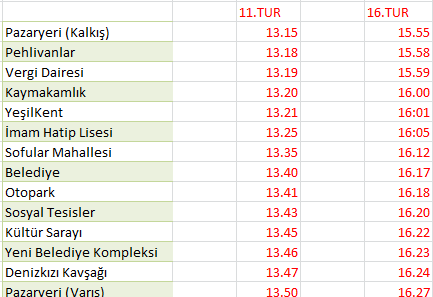 11.TUR 16.TUR
Pazaryeri (Kalkış) 13.15 15.55
Pehlivanlar 13.18 15.58
Vergi Dairesi 13.19 15.59
Kaymakamlık 13.20 16.00
YeşilKent 13.21 16:01
İmam Hatip Lisesi 13.25 16:05
Sofular Mahallesi 13.35 16.12
Belediye 13.40 16.17
Otopark 13.41 16.18
Sosyal Tesisler 13.43 16.20
Kültür Sarayı 13.45 16.22
Yeni Belediye Kompleksi 13.46 16.23
Denizkızı Kavşağı 13.47 16.24
Pazaryeri (Varış) 13.50 16.27